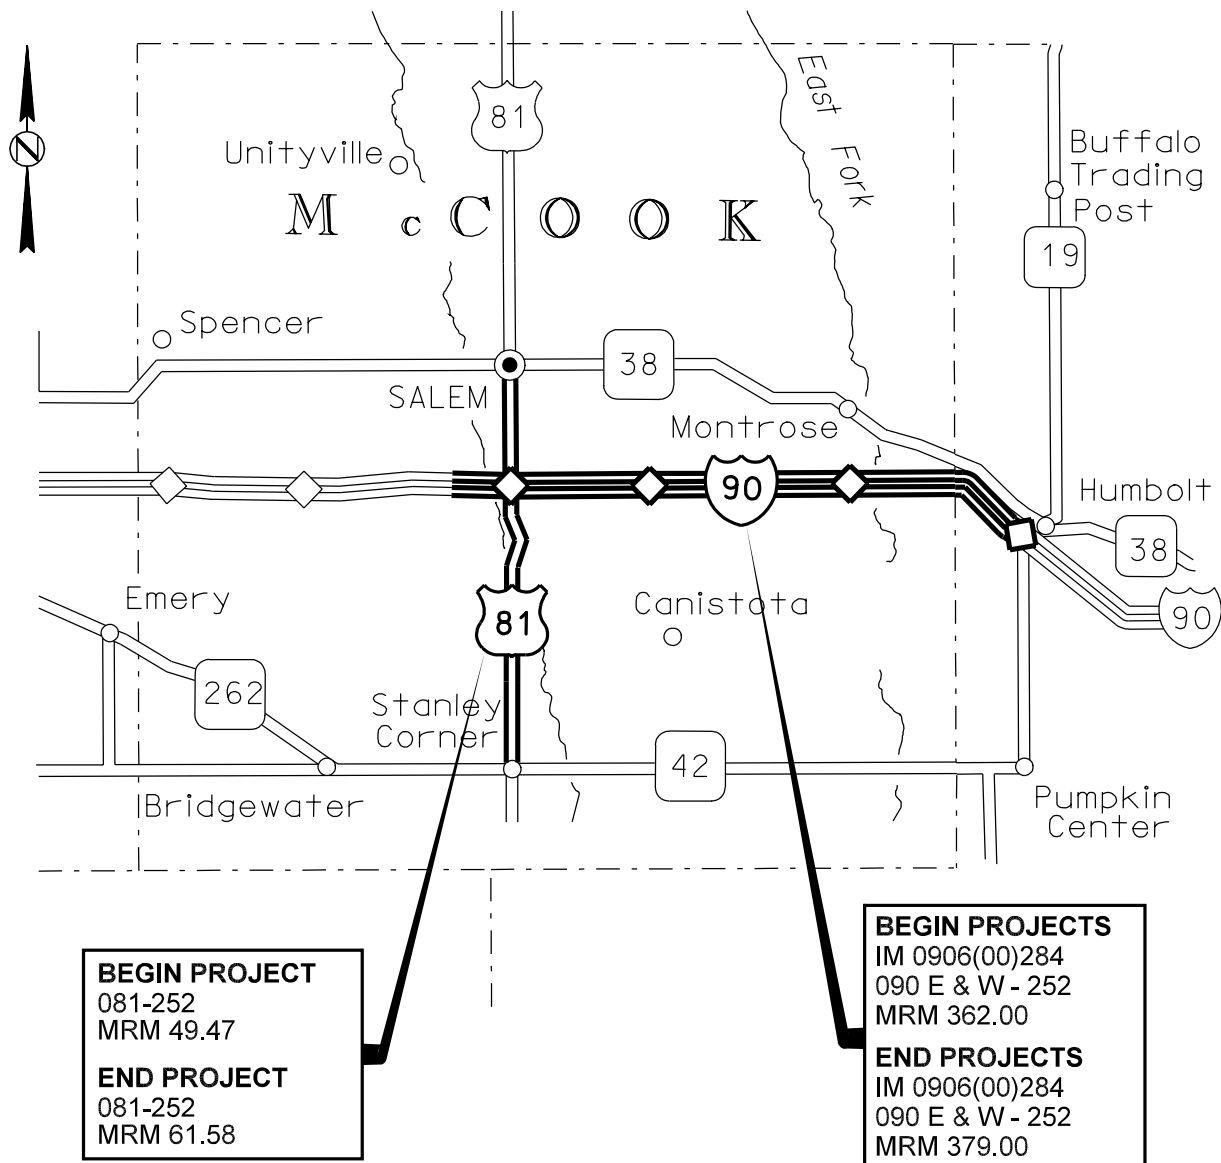 81
East Fork
N
Unityville
Buffalo
Trading
Post
M c C O O K
19
Spencer
38
SALEM
Montrose
90
Humbolt
38
Emery
81
Canistota
90
262
Stanley
Corner
42
Bridgewater
Pumpkin
Center
BEGIN PROJECT
081-252
MRM 49.47
END PROJECT
081-252
MRM 61.58
BEGIN PROJECTS
IM 0906(00)284
090 E & W - 252
MRM 362.00
END PROJECTS
IM 0906(00)284
090 E & W - 252
MRM 379.00